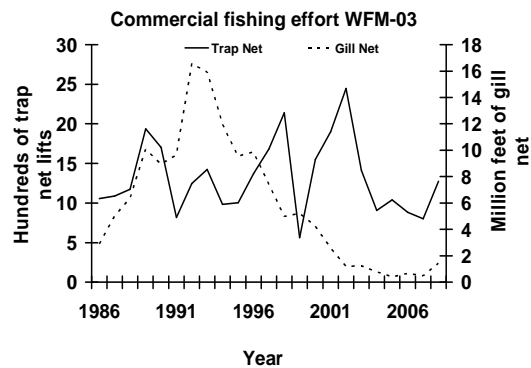 Commercial fishing effort WFM-03
Trap Net
Gill Net
Hundreds of trap
net lifts
30
25
20
15
10
5
0
18
16
14
12
10
8
6
4
2
0
Million feet of gill
net
1986
1991
1996
2001
2006
Year